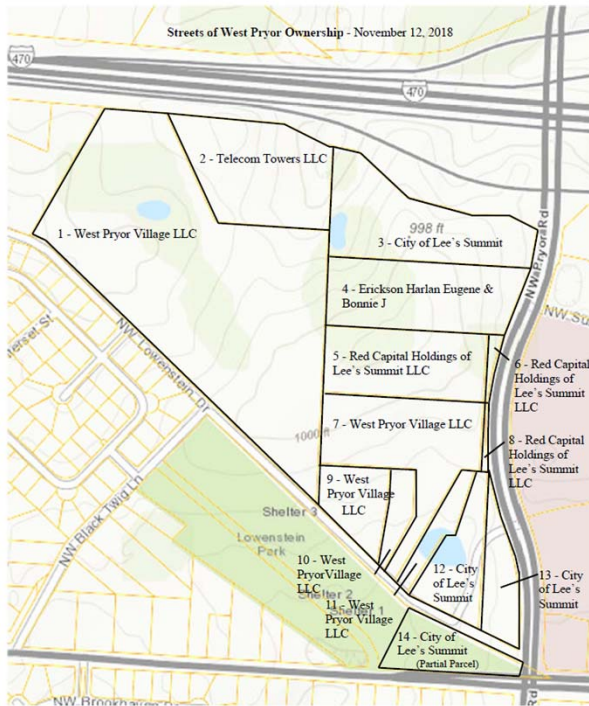 Streets of West Pryor Ownership - November 12, 2018
470
470
2 - Telecom Towers LLC
1 - West Pryor Village LLC
998 ft
3 - City of Lee's Summit
NW Pryor Rd
4 - Erickson Harlan Eugene &
Bonnie J
NW Su
5 - Red Capital Holdings of
Lee's Summit LLC
6 - Red Capital
Holdings of
Lee's Summit
LLC
NW Lowenstein Dr
merset St
7 - West Pryor Village LLC
1000 ft
8 - Red Capital
Holdings of
Lee's Summit
LLC
9 - West
Pryor Village
LLC
NW Black Twig Ln
Shelter 3
Lowenstein
Park
10 - West
PryorVillage
LLC
Shelter 2
11 - West
Pryor Village
LLC
Shelter 1
12 - City
of Lee's
Summit
13 - City
of Lee's
Summit
14 - City of
Lee's Summit
(Partial Parcel)
NW Brookhaven
Rd